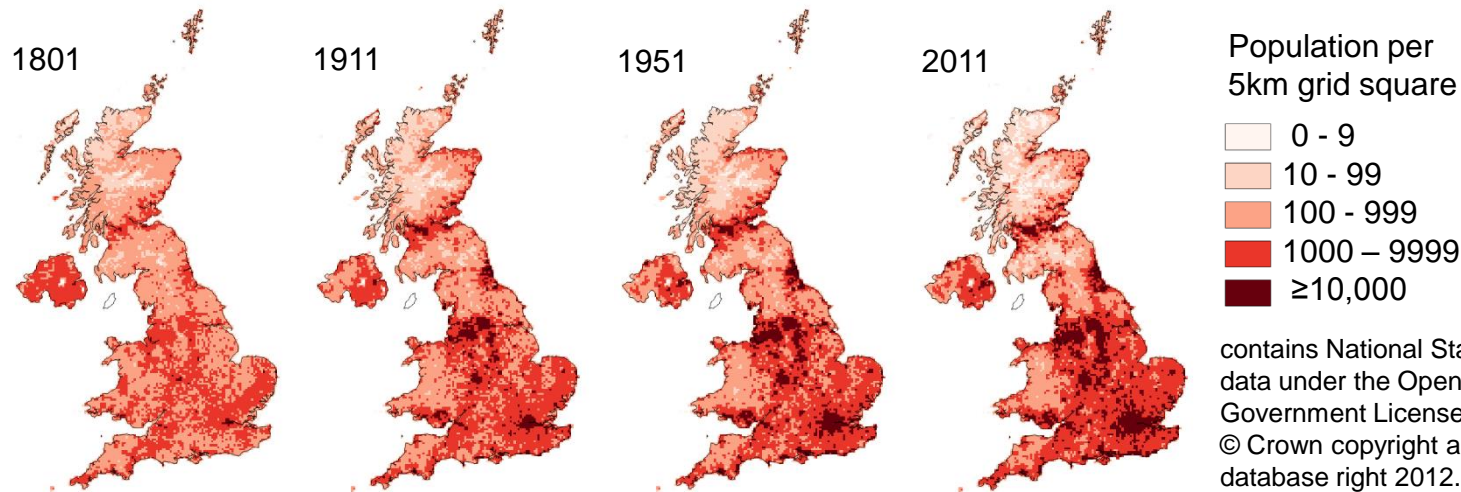 1801
1911
1951
2011
Population per
5km grid square
0 - 9
10 - 99
100 - 999
1000 – 9999
≥10,000
contains National Sta
data under the Open
Government License
© Crown copyright a
database right 2012.